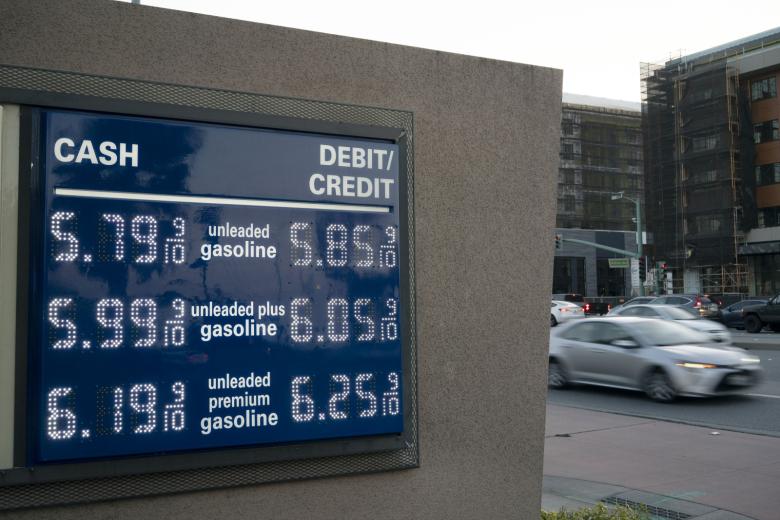 CASH
DEBIT/
CREDIT
5.79 9/10 unleaded gasoline 5.85 9/10
5.99 9/10 unleaded plus gasoline 6.05 9/10
6.19 9/10 unleaded premium gasoline 6.25 9/10